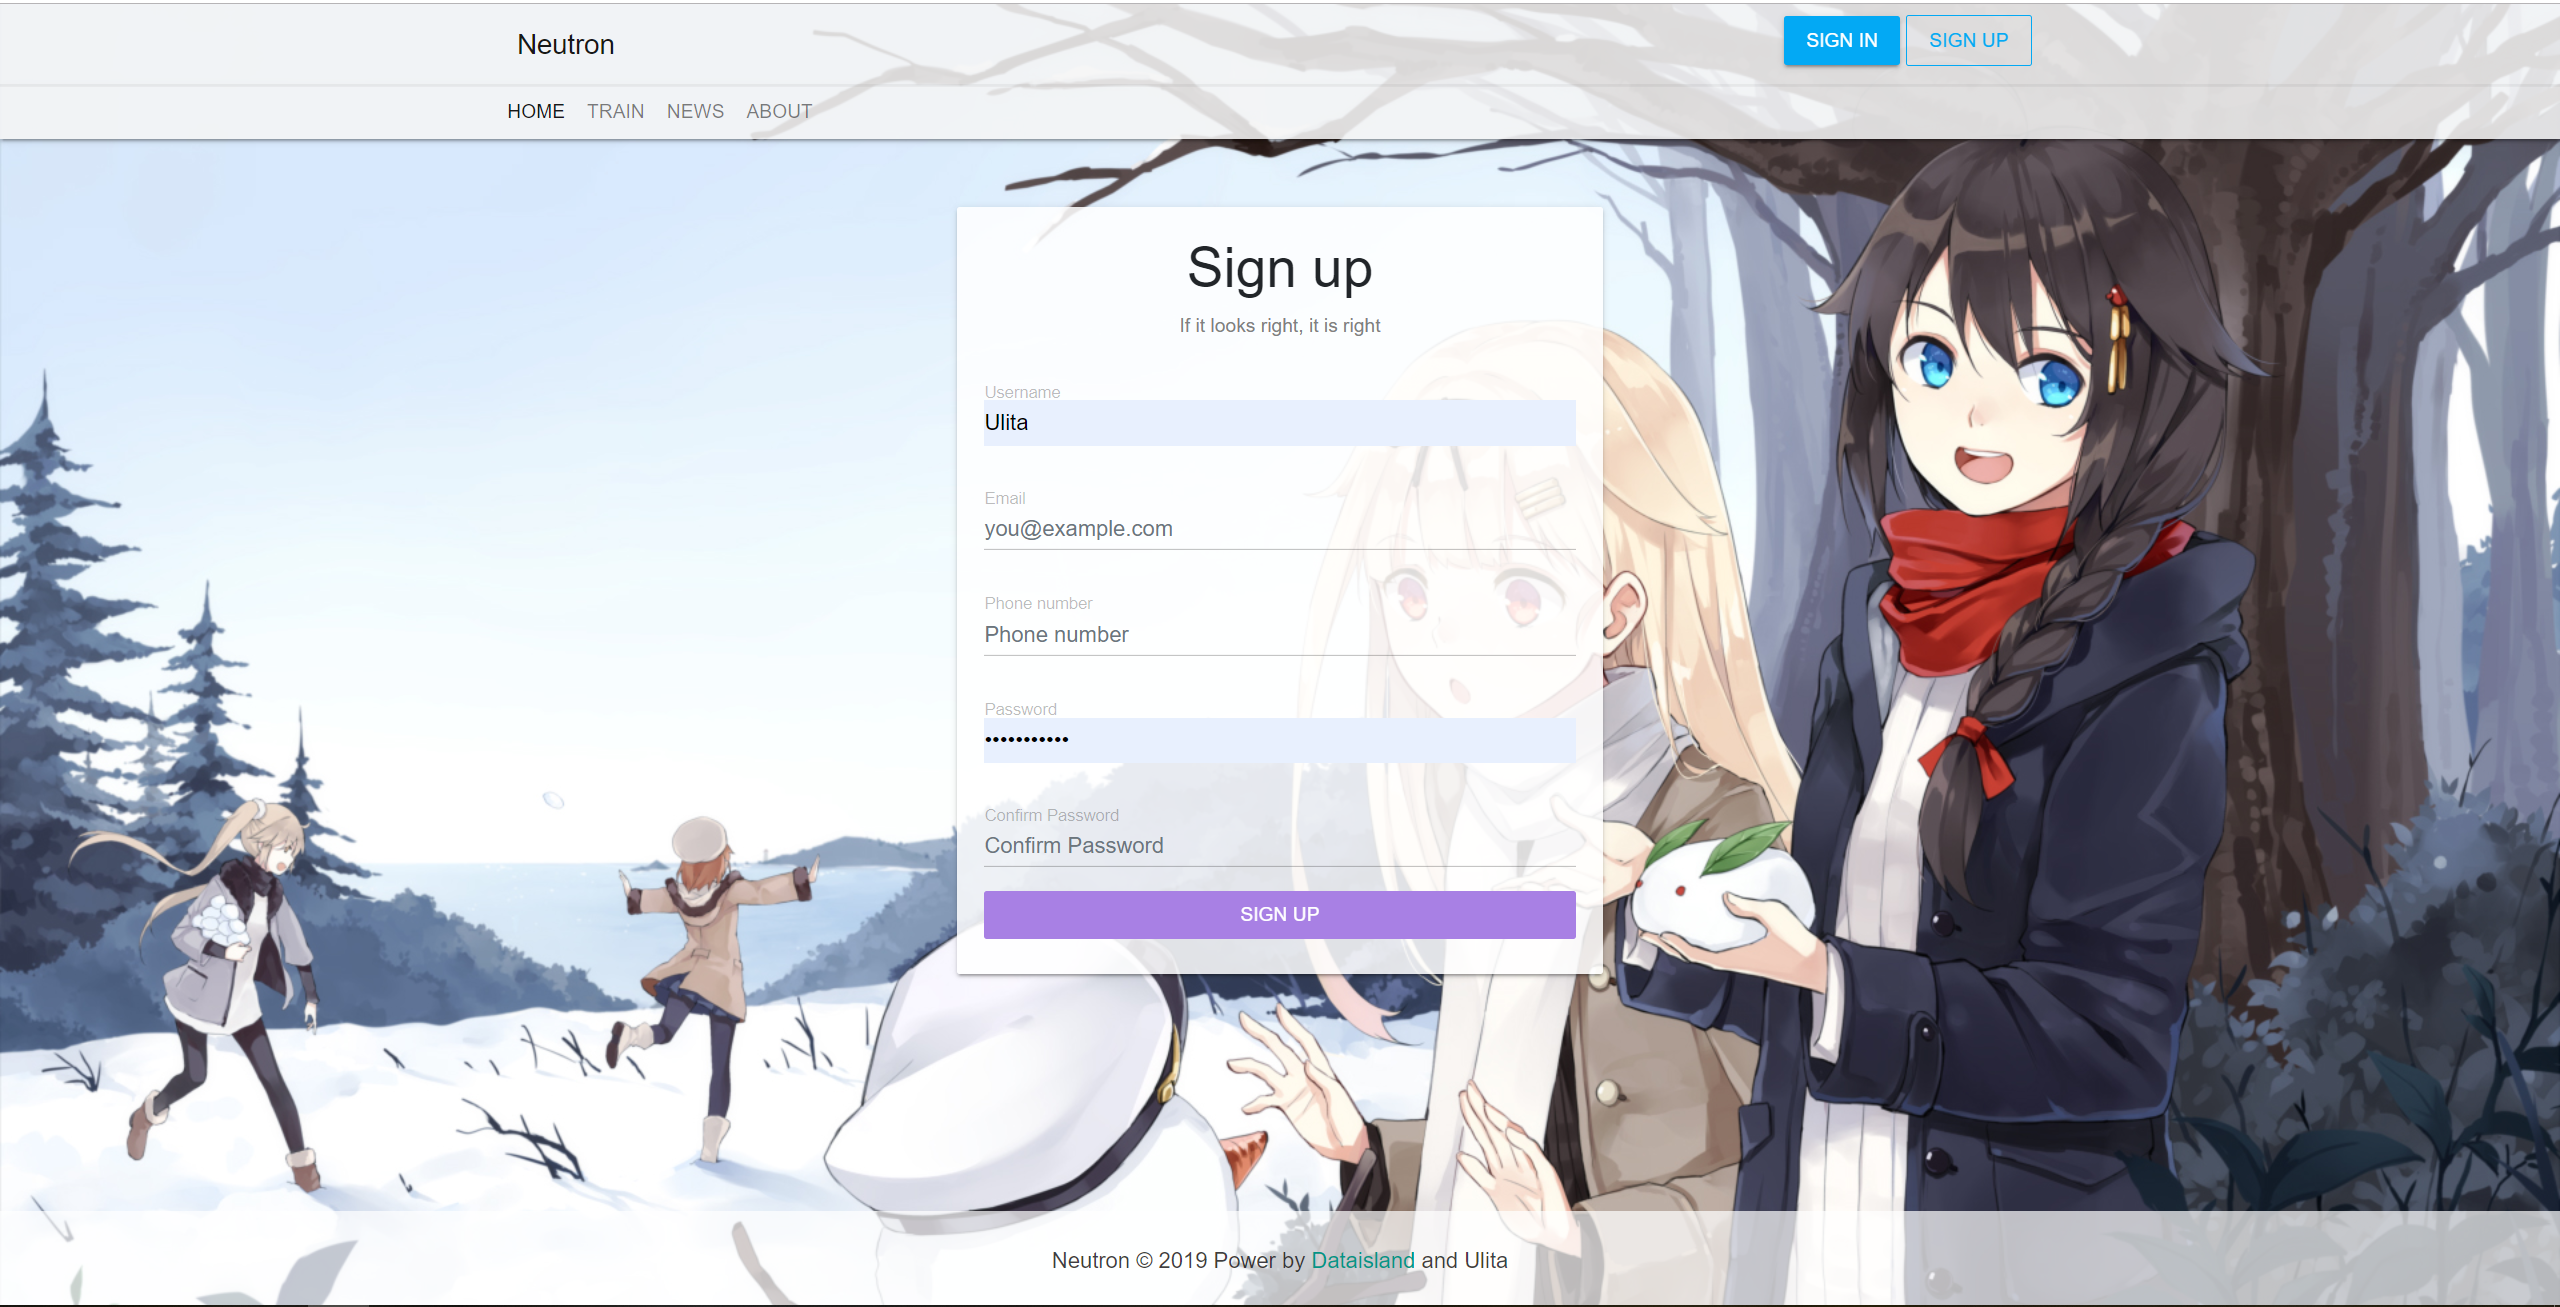 Neutron
SIGN IN
SIGN UP
HOME TRAIN NEWS ABOUT
Sign up
If it looks right, it is right
Username
Ulita
Email
you@example.com
Phone number
Phone number
Password
•••••••••••
Confirm Password
Confirm Password
SIGN UP
Neutron © 2019 Power by Dataisland and Ulita